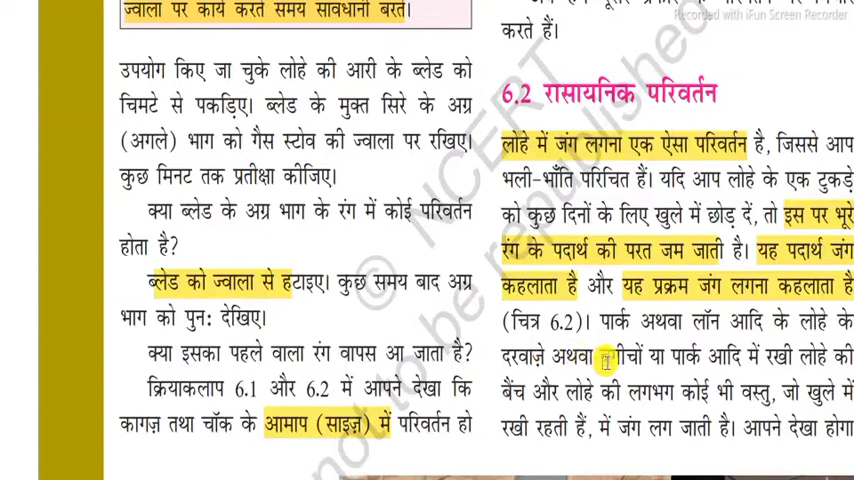 ज्वाला पर कार्य करते समय सावधानी बरतें।
उपयोग किए जा चुके लोहे की आरी के ब्लेड को
चिमटे से पकड़िए। ब्लेड के मुक्त सिरे के अग्र
(अगले) भाग को गैस स्टोव की ज्वाला पर रखिए।
कुछ मिनट तक प्रतीक्षा कीजिए।
क्या ब्लेड के अग्र भाग के रंग में कोई परिवर्तन
होता है?
ब्लेड को ज्वाला से हटाइए। कुछ समय बाद अग्र
भाग को पुन: देखिए।
क्या इसका पहले वाला रंग वापस आ जाता है?
क्रियाकलाप 6.1 और 6.2 में आपने देखा कि
कागज़ तथा चॉक के आमाप (साइज़) में परिवर्तन हो
Recorded with iFun Screen Recorder
करते हैं।
6.2 रासायनिक परिवर्तन
लोहे में जंग लगना एक ऐसा परिवर्तन है, जिससे आप
भली-भाँति परिचित हैं। यदि आप लोहे के एक टुकड़े
को कुछ दिनों के लिए खुले में छोड़ दें, तो इस पर भूरे
रंग के पदार्थ की परत जम जाती है। यह पदार्थ जंग
कहलाता है और यह प्रक्रम जंग लगना कहलाता है
(चित्र 6.2)। पार्क अथवा लॉन आदि के लोहे के
दरवाज़े अथवा या पार्क आदि में रखी लोहे की
बैंच और लोहे की लगभग कोई भी वस्तु, जो खुले में
रखी रहती हैं, में जंग लग जाती है। आपने देखा होगा
© NCERT
not to be republished